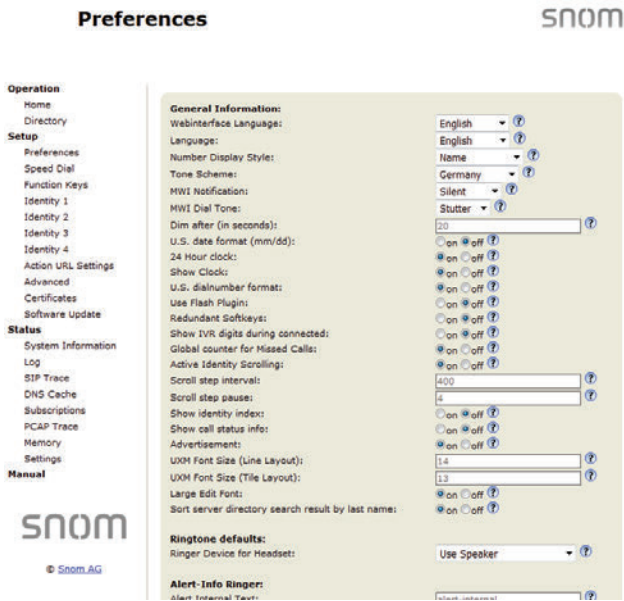 Preferences
snom
Operation
Home
Directory
Setup
Preferences
Speed Dial
Function Keys
Identity 1
Identity 2
Identity 3
Identity 4
Action URL Settings
Advanced
Certificates
Software Update
Status
System Information
Log
SIP Trace
DNS Cache
Subscriptions
PCAP Trace
Memory
Settings
Manual
snom
© Snom AG
General Information:
Webinterface Language: English ?
Language: English ?
Number Display Style: Name ?
Tone Scheme: Germany ?
MWI Notification: Silent ?
MWI Dial Tone: Stutter ?
Dim after (in seconds): 20 ?
U.S. date format (mm/dd): on off ?
24 Hour clock: on off ?
Show Clock: on off ?
U.S. dialnumber format: on off ?
Use Flash Plugin: on off ?
Redundant Softkeys: on off ?
Show IVR digits during connected: on off ?
Global counter for Missed Calls: on off ?
Active Identity Scrolling: on off ?
Scroll step interval: 400 ?
Scroll step pause: 4 ?
Show identity index: on off ?
Show call status info: on off ?
Advertisement: on off ?
UXM Font Size (Line Layout): 14 ?
UXM Font Size (Tile Layout): 13 ?
Large Edit Font: on off ?
Sort server directory search result by last name: on off ?
Ringtone defaults:
Ringer Device for Headset: Use Speaker ?
Alert-Info Ringer:
Alert Internal Text: alert-internal ?